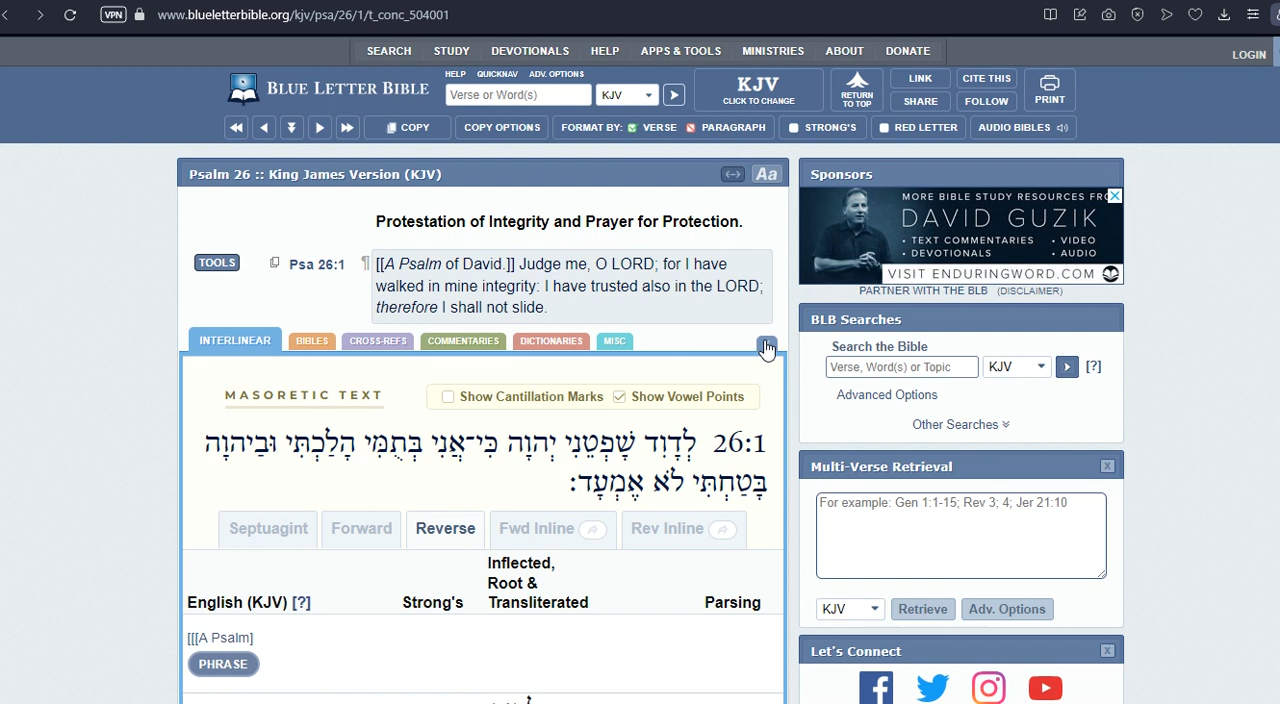 VPN www.blueletterbible.org/kjv/psa/26/1/t_conc_504001
SEARCH STUDY DEVOTIONALS HELP APPS & TOOLS MINISTRIES ABOUT DONATE
LOGIN
BLUE LETTER BIBLE
HELP QUICKNAV ADV. OPTIONS
Verse or Word(s) KJV
KJV
CLICK TO CHANGE
RETURN
TO TOP
LINK CITE THIS
SHARE FOLLOW
PRINT
COPY COPY OPTIONS FORMAT BY: VERSE PARAGRAPH STRONG'S RED LETTER AUDIO BIBLES
Psalm 26 :: King James Version (KJV) Aa
Protestation of Integrity and Prayer for Protection.
TOOLS Psa 26:1 ¶ [[A Psalm of David.]] Judge me, O LORD; for I have
walked in mine integrity: I have trusted also in the LORD;
therefore I shall not slide.
INTERLINEAR BIBLES CROSS-REFS COMMENTARIES DICTIONARIES MISC
MASORETIC TEXT Show Cantillation Marks Show Vowel Points
26:1 לְדָוִד שָׁפְטֵנִי יְהוָה כִּי־אֲנִי בְּתֻמִּי הָלַכְתִּי וּבַיהוָה
בָּטַחְתִּי לֹא אֶמְעָד׃
Septuagint Forward Reverse Fwd Inline Rev Inline
English (KJV) [?] Strong's Inflected,
Root &
Transliterated Parsing
[[[A Psalm]
PHRASE
Sponsors
MORE BIBLE STUDY RESOURCES FR
DAVID GUZIK
• TEXT COMMENTARIES • VIDEO
• DEVOTIONALS • AUDIO
VISIT ENDURINGWORD.COM
PARTNER WITH THE BLB (DISCLAIMER)
BLB Searches
Search the Bible
Verse, Word(s) or Topic KJV [?]
Advanced Options
Other Searches
Multi-Verse Retrieval X
For example: Gen 1:1-15; Rev 3; 4; Jer 21:10
KJV Retrieve Adv. Options
Let's Connect X